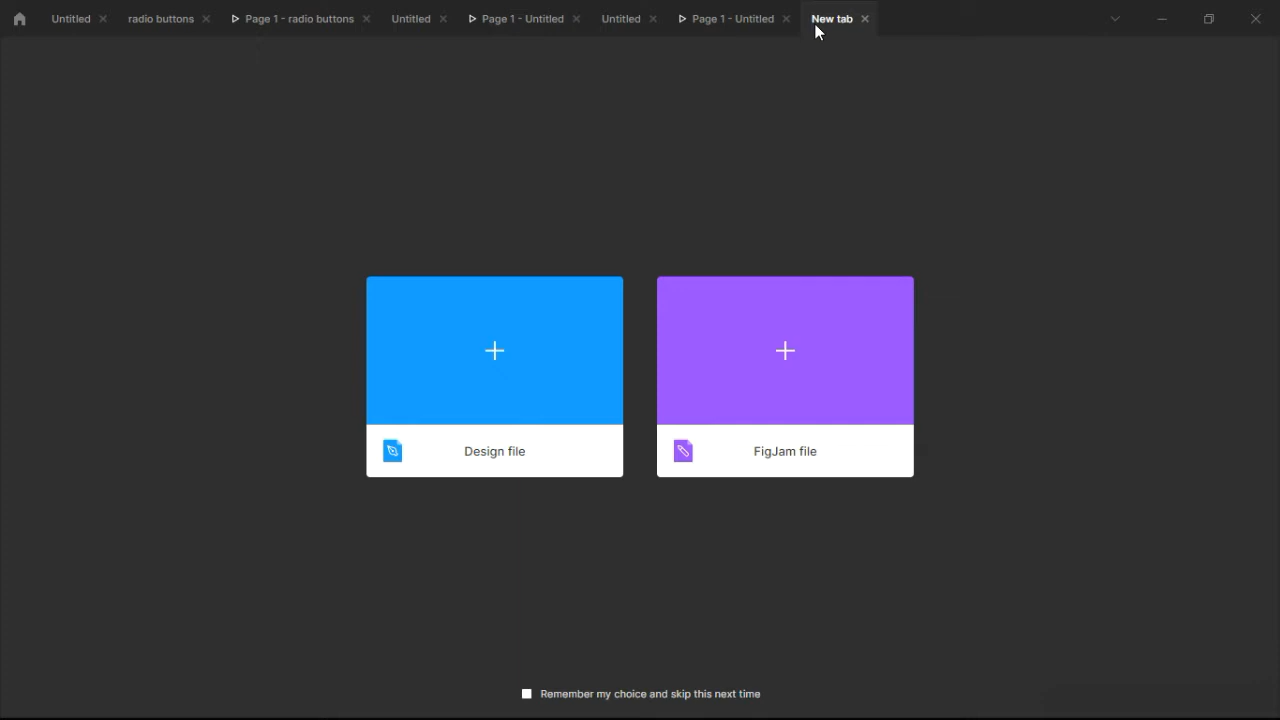 Untitled
radio buttons
Page 1 - radio buttons
Untitled
Page 1 - Untitled
Untitled
Page 1 - Untitled
New tab
Design file
FigJam file
Remember my choice and skip this next time